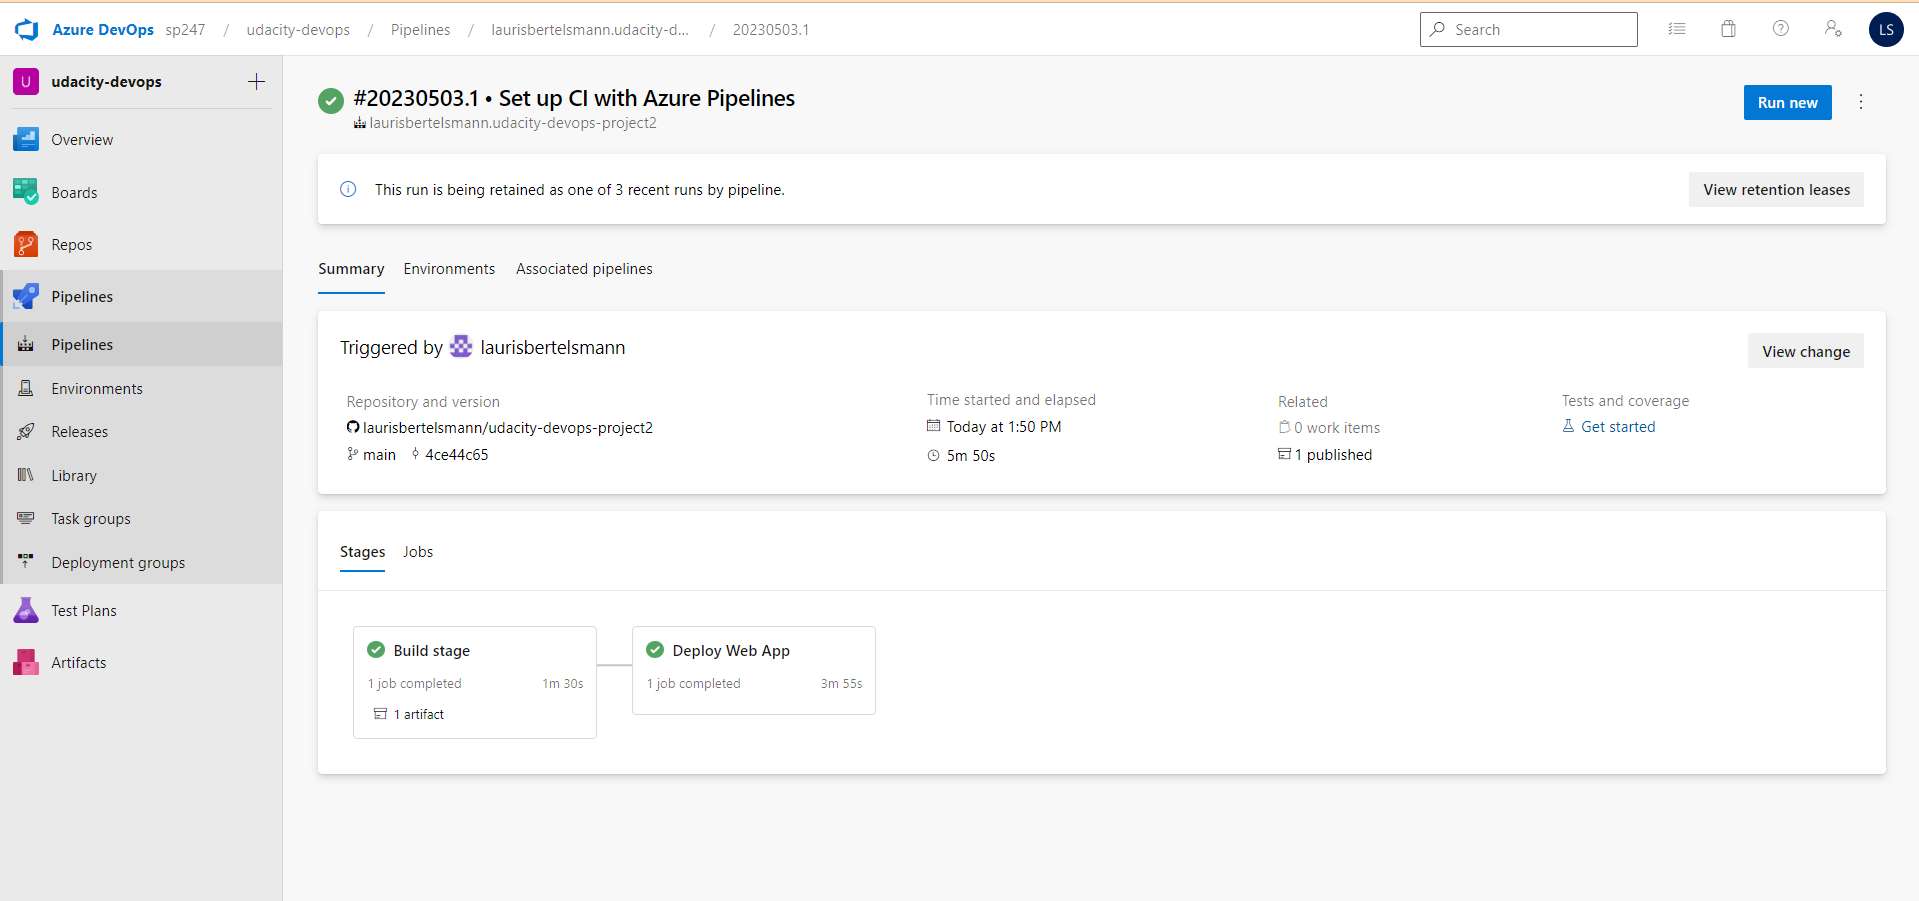 Azure DevOps sp247 / udacity-devops / Pipelines / laurisbertelsmann.udacity-d... / 20230503.1
Search
LS
U udacity-devops
Overview
Boards
Repos
Pipelines
Pipelines
Environments
Releases
Library
Task groups
Deployment groups
Test Plans
Artifacts
#20230503.1 • Set up CI with Azure Pipelines
laurisbertelsmann.udacity-devops-project2
Run new
This run is being retained as one of 3 recent runs by pipeline.
View retention leases
Summary Environments Associated pipelines
Triggered by laurisbertelsmann
View change
Repository and version
laurisbertelsmann/udacity-devops-project2
main 4ce44c65
Time started and elapsed
Today at 1:50 PM
5m 50s
Related
0 work items
1 published
Tests and coverage
Get started
Stages Jobs
Build stage
1 job completed 1m 30s
1 artifact
Deploy Web App
1 job completed 3m 55s